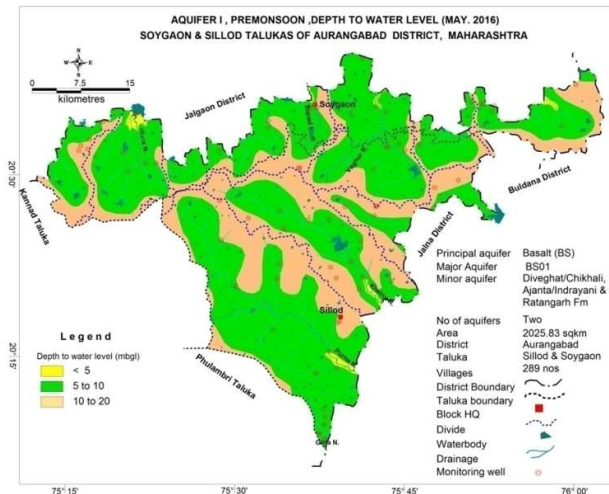 AQUIFER I , PREMONSOON ,DEPTH TO WATER LEVEL (MAY. 2016)
SOYGAON & SILLOD TALUKAS OF AURANGABAD DISTRICT, MAHARASHTRA
N
W E
S
0 7.5 15
kilometres
Jalgaon District
Soygaon
20°30
Kannad Taluka
Buldana District
Jalna District
Sillod
20°15'
Phulambri Taluka
Principal aquifer Basalt (BS)
Major Aquifer BS01
Minor aquifer Diveghat/Chikhali,
Ajanta/Indrayani &
Ratangarh Fm
No of aquifers Two
Area 2025.83 sqkm
District Aurangabad
Taluka Sillod & Soygaon
Villages 289 nos
District Boundary
Taluka boundary
Block HQ
Divide
Waterbody
Drainage
Monitoring well
Legend
Depth to water level (mbgl)
< 5
5 to 10
10 to 20
75°15' 75°30' 75°45' 76°00'